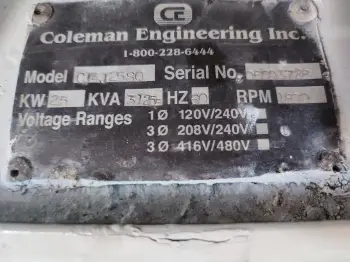 CE
Coleman Engineering Inc.
1-800-228-6444
Model Serial No.
KW 25 KVA HZ RPM
Voltage Ranges 1Ø 120V/240V
3Ø 208V/240V
3Ø 416V/480V